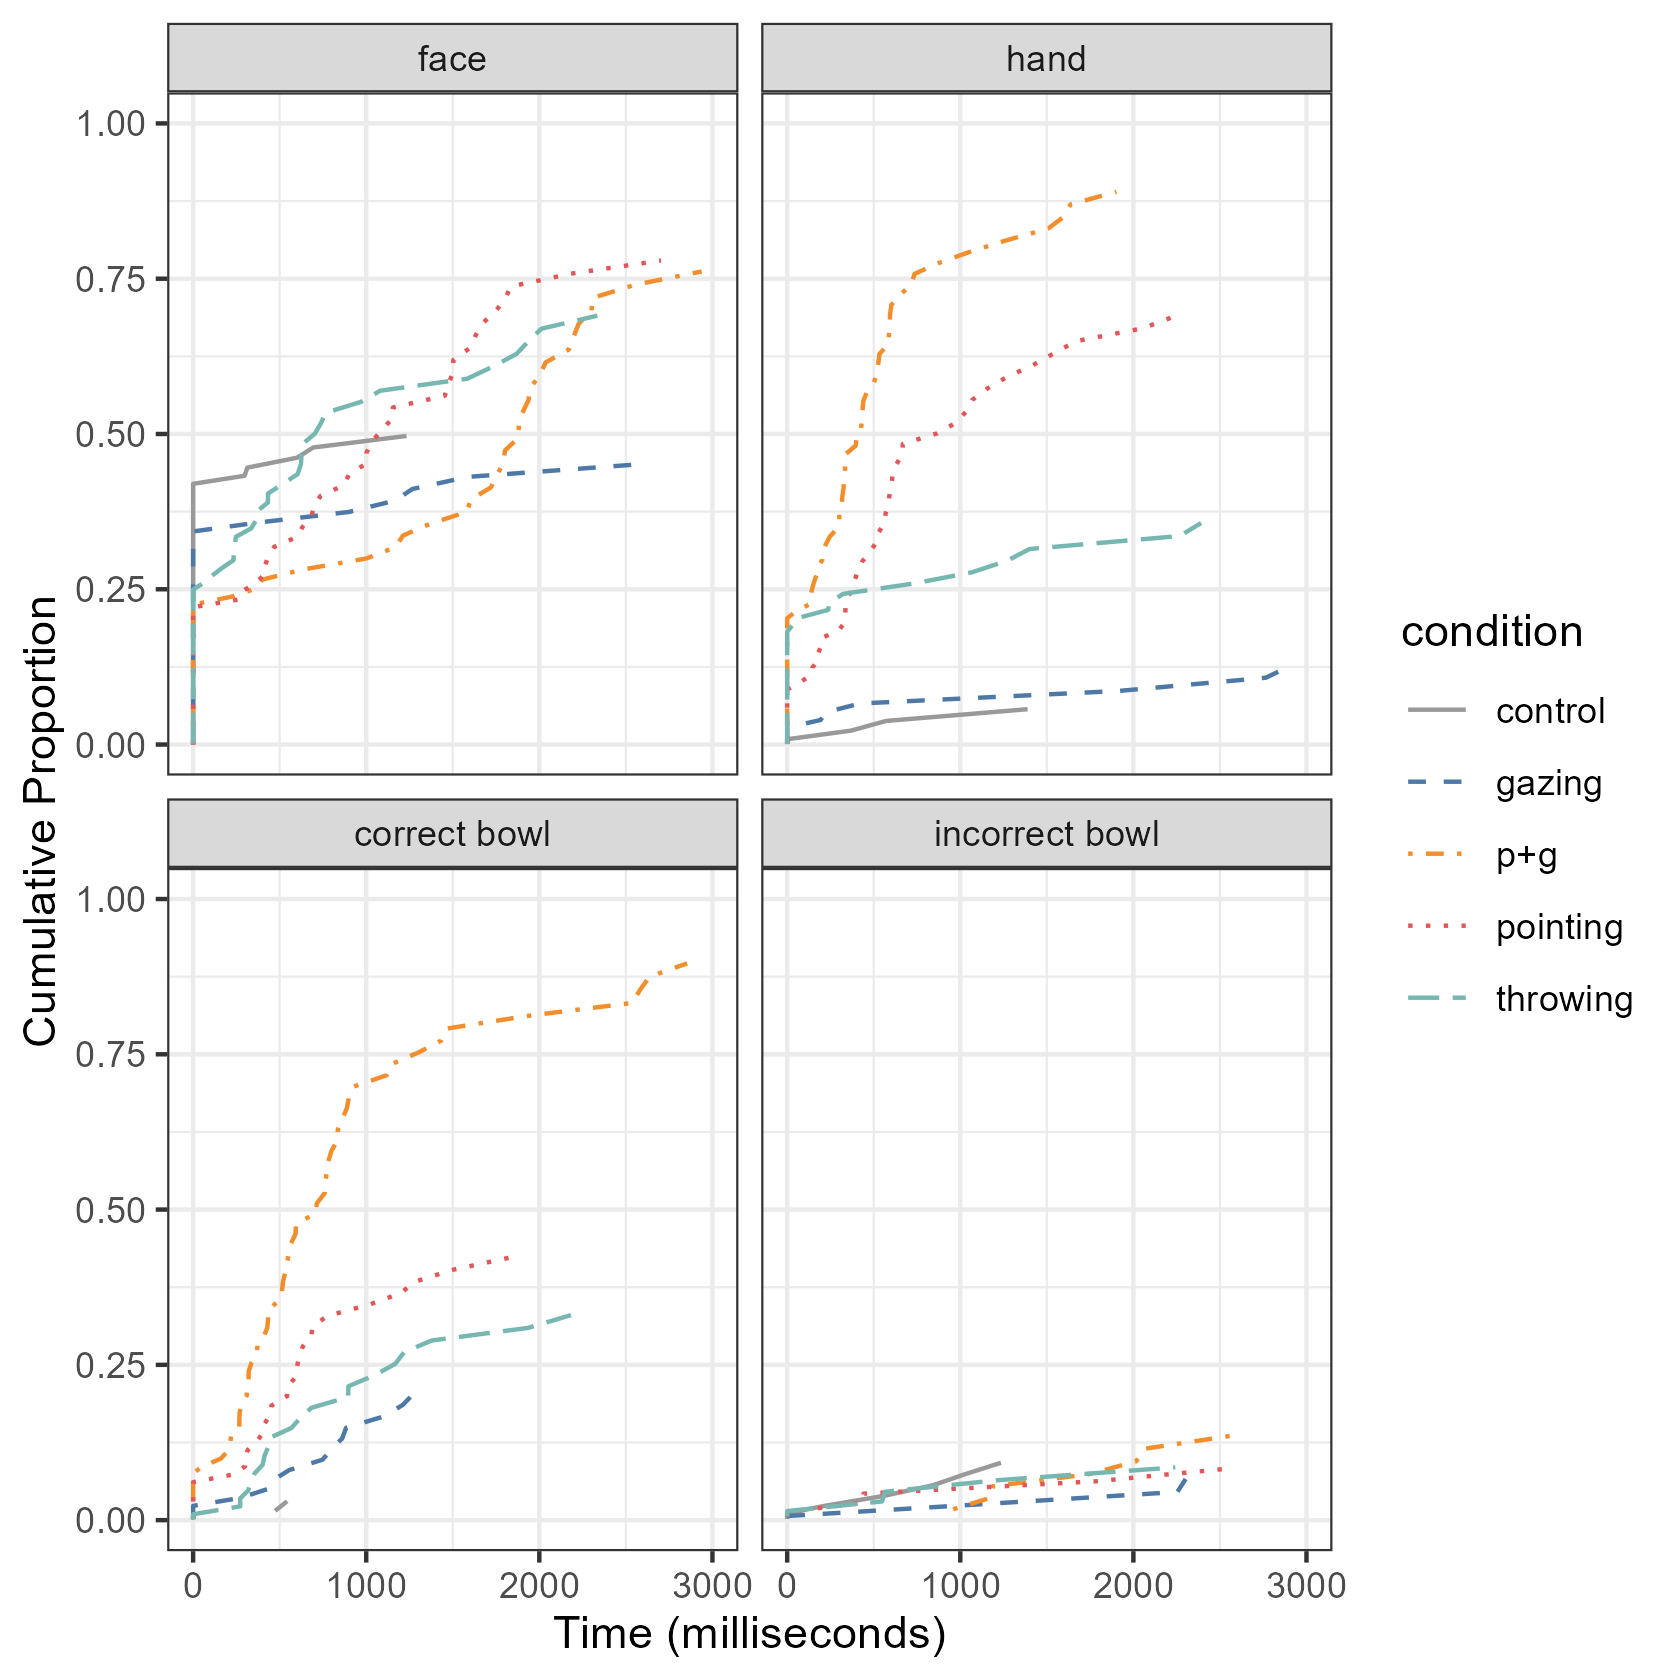 face
hand
1.00
0.75
0.50
0.25
0.00
correct bowl
incorrect bowl
1.00
0.75
0.50
0.25
0.00
0 1000 2000 3000
0 1000 2000 3000
Time (milliseconds)
Cumulative Proportion
condition
control
gazing
p+g
pointing
throwing